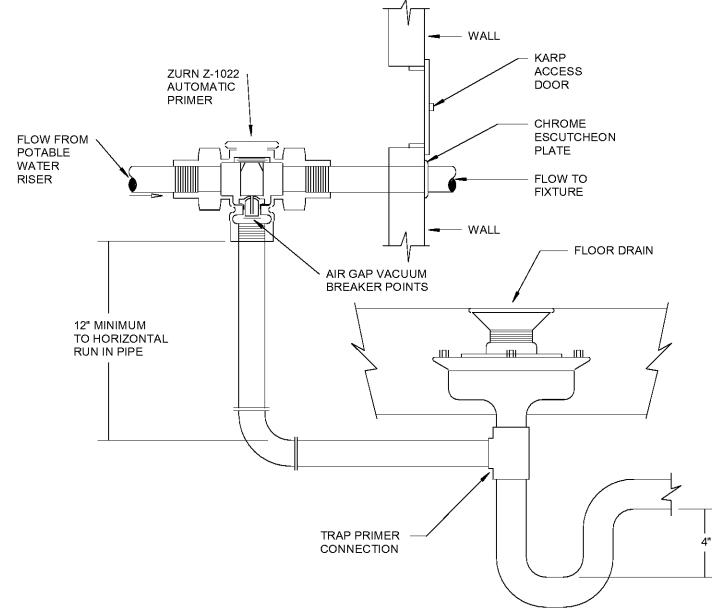 WALL
ZURN Z-1022
AUTOMATIC
PRIMER
KARP
ACCESS
DOOR
CHROME
ESCUTCHEON
PLATE
FLOW FROM
POTABLE
WATER
RISER
FLOW TO
FIXTURE
WALL
FLOOR DRAIN
AIR GAP VACUUM
BREAKER POINTS
12" MINIMUM
TO HORIZONTAL
RUN IN PIPE
TRAP PRIMER
CONNECTION
4"